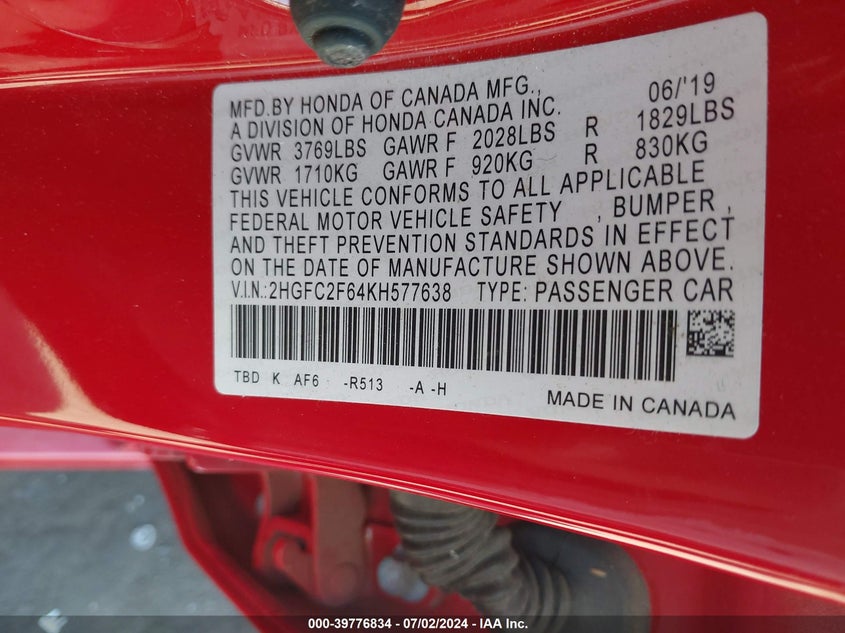 MFD.BY HONDA OF CANADA MFG., 06/'19
A DIVISION OF HONDA CANADA INC.
GVWR 3769LBS GAWR F 2028LBS R 1829LBS
GVWR 1710KG GAWR F 920KG R 830KG
THIS VEHICLE CONFORMS TO ALL APPLICABLE
FEDERAL MOTOR VEHICLE SAFETY , BUMPER ,
AND THEFT PREVENTION STANDARDS IN EFFECT
ON THE DATE OF MANUFACTURE SHOWN ABOVE.
V.I.N.:2HGFC2F64KH577638 TYPE: PASSENGER CAR
TBD K AF6 -R513 -A -H
MADE IN CANADA
000-39776834 / 07/02/2024 - IAA Inc.